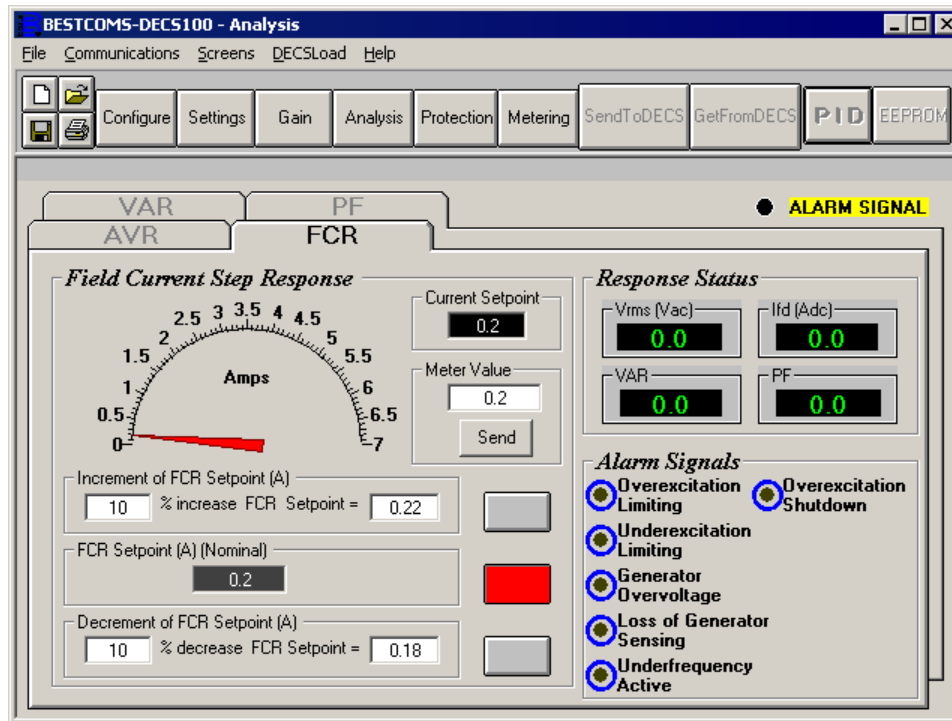 BESTCOMS-DECS100 - Analysis
File Communications Screens DECSLoad Help
Configure Settings Gain Analysis Protection Metering SendToDECS GetFromDECS PID EEPROM
VAR PF
ALARM SIGNAL
AVR FCR
Field Current Step Response
0 0.5 1 1.5 2 2.5 3 3.5 4 4.5 5 5.5 6 6.5 7
Amps
Current Setpoint
0.2
Meter Value
0.2
Send
Increment of FCR Setpoint (A)
10 % increase FCR Setpoint = 0.22
FCR Setpoint (A) (Nominal)
0.2
Decrement of FCR Setpoint (A)
10 % decrease FCR Setpoint = 0.18
Response Status
Vrms (Vac) Ifd (Adc)
0.0 0.0
VAR PF
0.0 0.0
Alarm Signals
Overexcitation
Limiting
Overexcitation
Shutdown
Underexcitation
Limiting
Generator
Overvoltage
Loss of Generator
Sensing
Underfrequency
Active